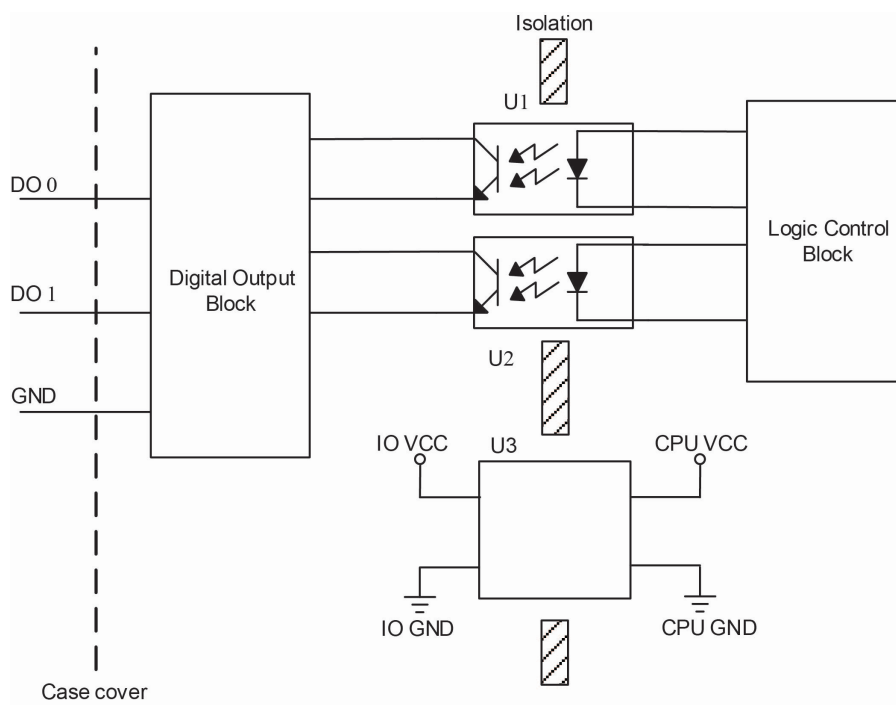 Isolation
U1
DO 0
Logic Control
Block
Digital Output
Block
DO 1
U2
GND
IO VCC
U3
CPU VCC
IO GND
CPU GND
Case cover